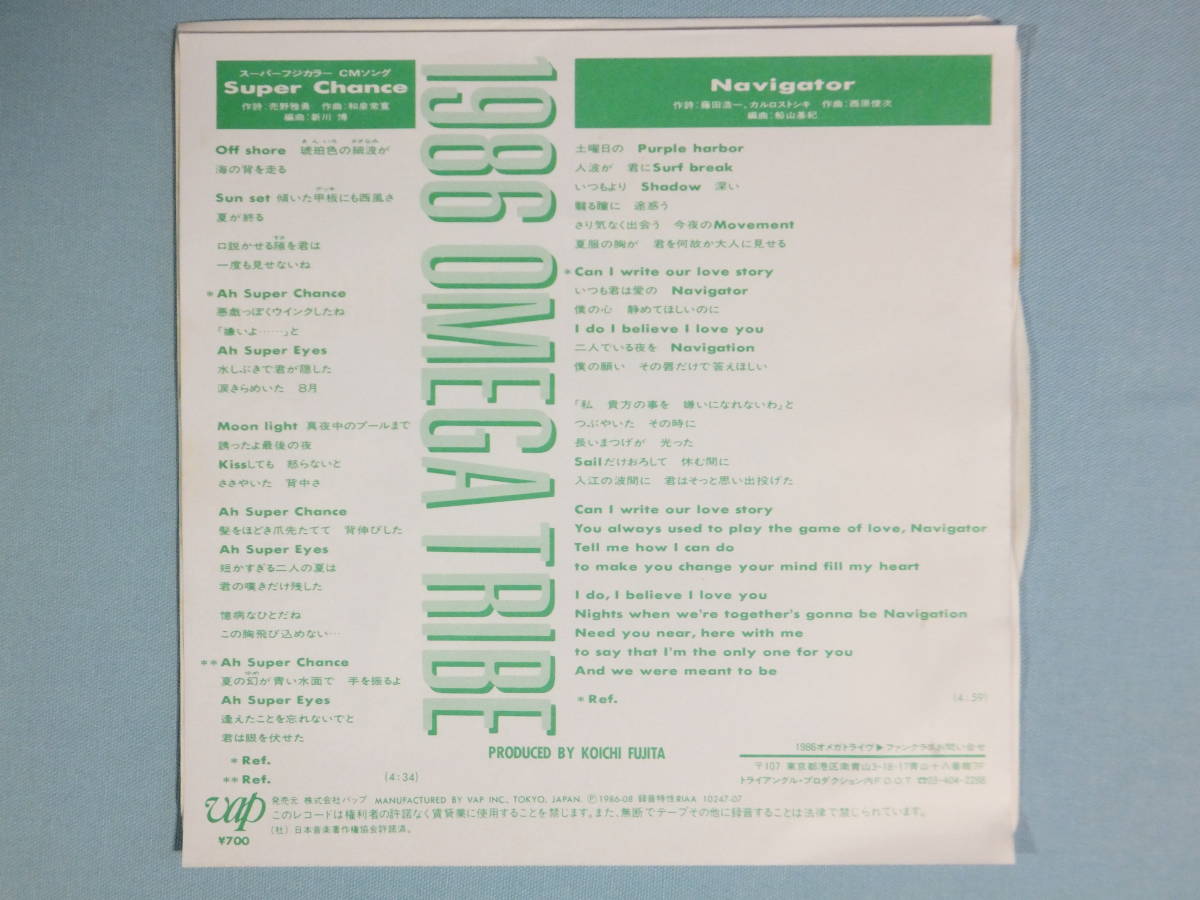 スーパーフジカラー CMソング
Super Chance
作詩:売野雅勇 作曲:和泉常寛
編曲:新川 博
Off shore 琥珀色の細波が
海の背を走る
Sun set 傾いた甲板にも西風さ
夏が終る
口説かせる隙を君は
一度も見せないね
*Ah Super Chance
悪戯っぽくウインクしたね
「嫌いよ……」と
Ah Super Eyes
水しぶきで君が隠した
涙きらめいた 8月
Moon light 真夜中のプールまで
誘ったよ最後の夜
Kissしても 怒らないと
ささやいた 背中さ
Ah Super Chance
髪をほどき爪先たてて 背伸びした
Ah Super Eyes
短かすぎる二人の夏は
君の嘆きだけ残した
憶病なひとだね
この胸飛び込めない…
**Ah Super Chance
夏の幻が青い水面で 手を振るよ
Ah Super Eyes
逢えたことを忘れないでと
君は眼を伏せた
*Ref.
**Ref.
(4:34)
1986 OMEGA TRIBE
Navigator
作詩:藤田浩一、カルロストシキ 作曲:西原俊次
編曲:船山基紀
土曜日の Purple harbor
人波が 君にSurf break
いつもより Shadow 深い
翳る瞳に 途惑う
さり気なく出会う 今夜のMovement
夏服の胸が 君を何故か大人に見せる
*Can I write our love story
いつも君は愛の Navigator
僕の心 静めてほしいのに
I do I believe I love you
二人でいる夜を Navigation
僕の願い その唇だけで答えほしい
「私 貴方の事を 嫌いになれないわ」と
つぶやいた その時に
長いまつげが 光った
Sailだけおろして 休む間に
入江の波間に 君はそっと思い出投げた
Can I write our love story
You always used to play the game of love, Navigator
Tell me how I can do
to make you change your mind fill my heart
I do, I believe I love you
Nights when we're together's gonna be Navigation
Need you near, here with me
to say that I'm the only one for you
And we were meant to be
*Ref.
(4:59)
PRODUCED BY KOICHI FUJITA
1986オメガトライヴ▶ファンクラブお問い合せ
〒107 東京都港区南青山3-18-17青山十八番館7F
トライアングル・プロダクション内F.D.O.T. ☎03-404-2288
vap
¥700
発売元 株式会社バップ MANUFACTURED BY VAP INC., TOKYO, JAPAN. Ⓟ1986-08 録音特性RIAA 10247-07
このレコードは権利者の許諾なく賃貸業に使用することを禁じます。また、無断でテープその他に録音することは法律で禁じられています。
(社)日本音楽著作権協会許諾済。